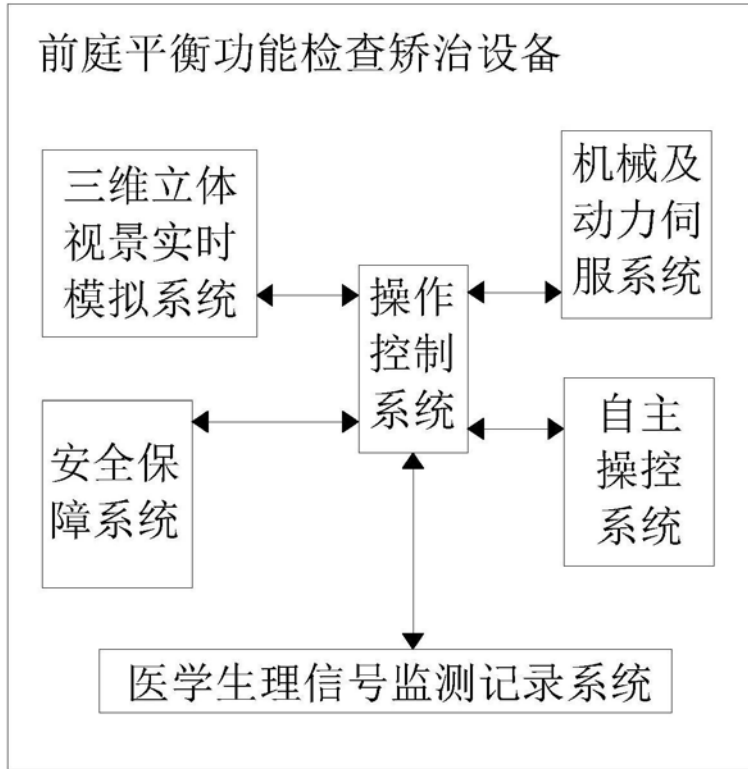 前庭平衡功能检查矫治设备
三维立体
视景实时
模拟系统
机械及
动力伺
服系统
操作
控制
系统
安全保
障系统
自主
操控
系统
医学生理信号监测记录系统